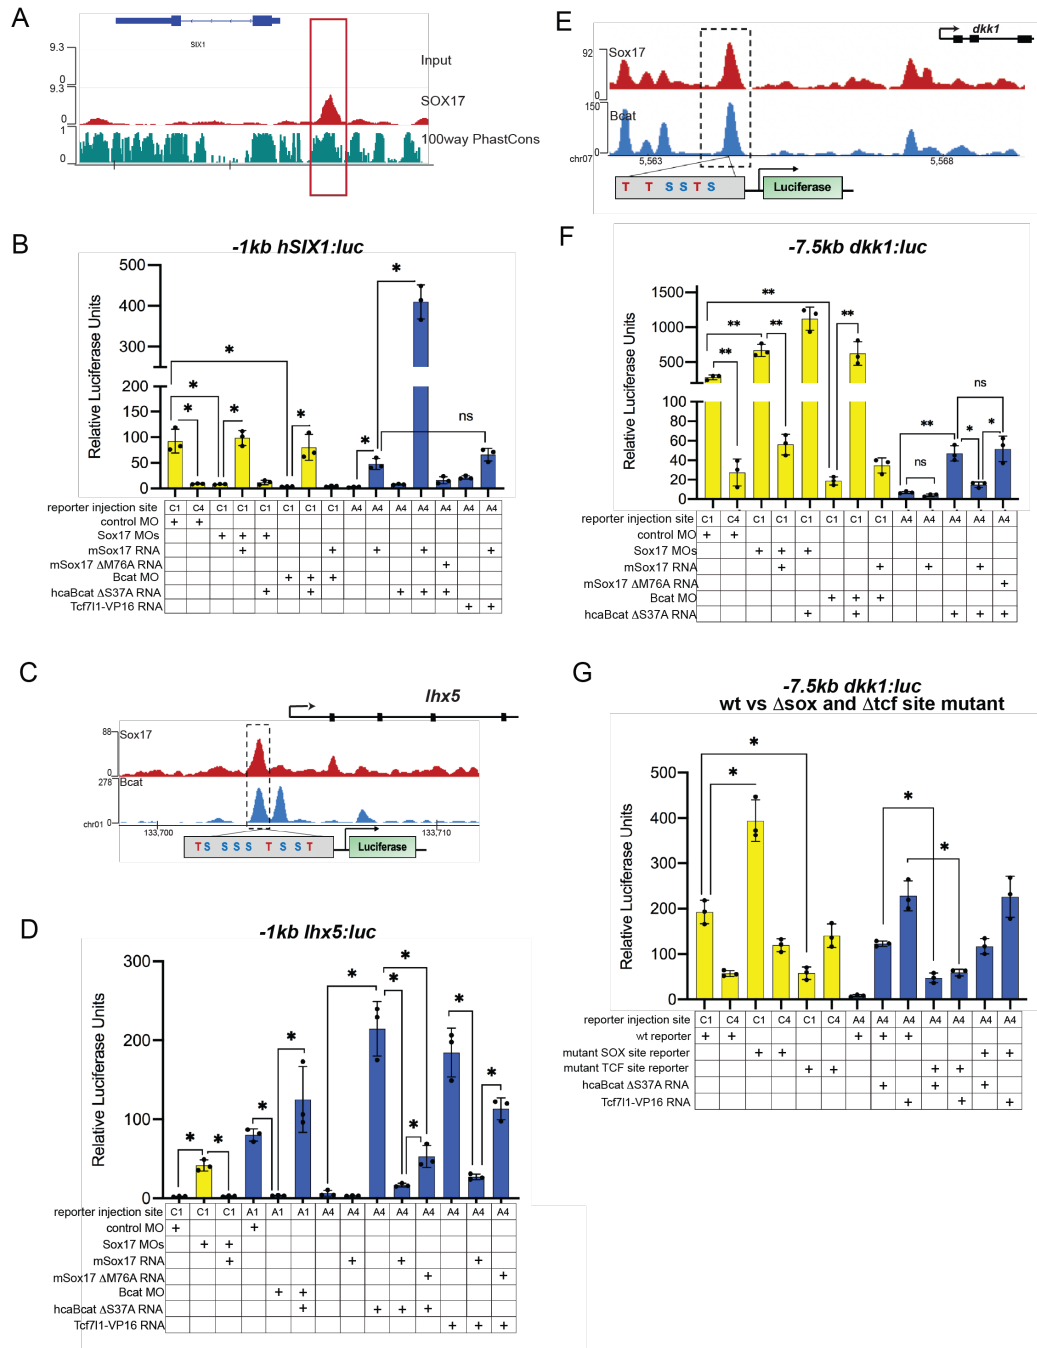 A
SIX1
9.3
Input
0
9.3
SOX17
0
1
100way PhastCons
0
B
-1kb hSIX1:luc
Relative Luciferase Units
500
400
300
200
150
100
50
0
* * * * * * * ns
reporter injection site C1 C4 C1 C1 C1 C1 C1 C1 A4 A4 A4 A4 A4 A4 A4
control MO + +
Sox17 MOs + + +
mSox17 RNA + + + + +
mSox17 ΔM76A RNA +
Bcat MO + + +
hcaBcat ΔS37A RNA + + + + +
Tcf7l1-VP16 RNA + +
C
lhx5
88
Sox17
0
278
Bcat
chr01 0
133,700 133,710
T S S S S T S S T Luciferase
D
-1kb lhx5:luc
Relative Luciferase Units
300
200
100
0
* * * * * * * * * *
reporter injection site C1 C1 C1 A1 A1 A1 A4 A4 A4 A4 A4 A4 A4 A4
control MO + +
Sox17 MOs + +
mSox17 RNA + + + +
mSox17 ΔM76A RNA + +
Bcat MO + +
hcaBcat ΔS37A RNA + + + +
Tcf7l1-VP16 RNA + + +
E
dkk1
Sox17
92
0
150
Bcat
0
chr07 5,563 5,568
T T S S T S Luciferase
F
-7.5kb dkk1:luc
Relative Luciferase Units
1500
1000
500
100
80
60
40
20
0
** ** ** ** ** ns ** * * ns
reporter injection site C1 C4 C1 C1 C1 C1 C1 C1 A4 A4 A4 A4 A4
control MO + +
Sox17 MOs + + +
mSox17 RNA + + + +
mSox17 ΔM76A RNA +
Bcat MO + + +
hcaBcat ΔS37A RNA + + + + +
G
-7.5kb dkk1:luc
wt vs Δsox and Δtcf site mutant
Relative Luciferase Units
500
400
300
200
100
0
* * * *
reporter injection site C1 C4 C1 C4 C1 C4 A4 A4 A4 A4 A4 A4 A4
wt reporter + + + + +
mutant SOX site reporter + + + +
mutant TCF site reporter + + + +
hcaBcat ΔS37A RNA + + +
Tcf7l1-VP16 RNA + + +